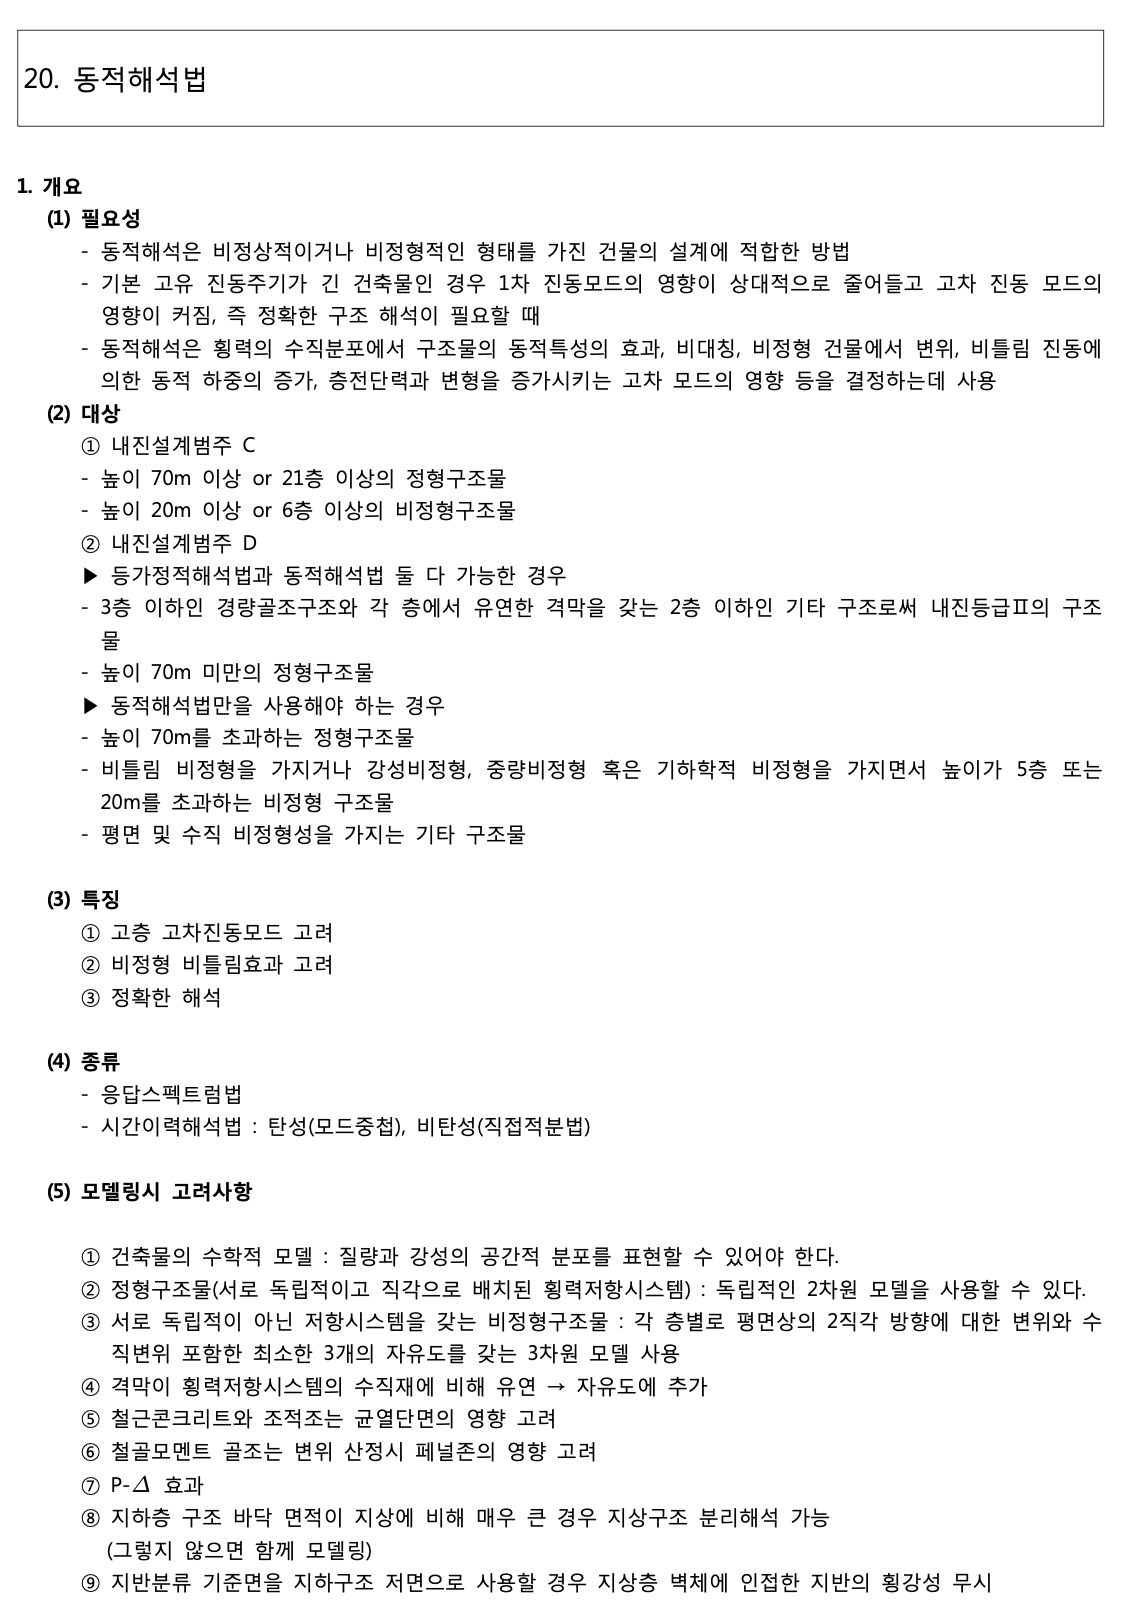 20. 동적해석법
1. 개요
(1) 필요성
- 동적해석은 비정상적이거나 비정형적인 형태를 가진 건물의 설계에 적합한 방법
- 기본 고유 진동주기가 긴 건축물인 경우 1차 진동모드의 영향이 상대적으로 줄어들고 고차 진동 모드의
영향이 커짐, 즉 정확한 구조 해석이 필요할 때
- 동적해석은 횡력의 수직분포에서 구조물의 동적특성의 효과, 비대칭, 비정형 건물에서 변위, 비틀림 진동에
의한 동적 하중의 증가, 층전단력과 변형을 증가시키는 고차 모드의 영향 등을 결정하는데 사용
(2) 대상
① 내진설계범주 C
- 높이 70m 이상 or 21층 이상의 정형구조물
- 높이 20m 이상 or 6층 이상의 비정형구조물
② 내진설계범주 D
▶ 등가정적해석법과 동적해석법 둘 다 가능한 경우
- 3층 이하인 경량골조구조와 각 층에서 유연한 격막을 갖는 2층 이하인 기타 구조로써 내진등급Ⅱ의 구조
물
- 높이 70m 미만의 정형구조물
▶ 동적해석법만을 사용해야 하는 경우
- 높이 70m를 초과하는 정형구조물
- 비틀림 비정형을 가지거나 강성비정형, 중량비정형 혹은 기하학적 비정형을 가지면서 높이가 5층 또는
20m를 초과하는 비정형 구조물
- 평면 및 수직 비정형성을 가지는 기타 구조물
(3) 특징
① 고층 고차진동모드 고려
② 비정형 비틀림효과 고려
③ 정확한 해석
(4) 종류
- 응답스펙트럼법
- 시간이력해석법 : 탄성(모드중첩), 비탄성(직접적분법)
(5) 모델링시 고려사항
① 건축물의 수학적 모델 : 질량과 강성의 공간적 분포를 표현할 수 있어야 한다.
② 정형구조물(서로 독립적이고 직각으로 배치된 횡력저항시스템) : 독립적인 2차원 모델을 사용할 수 있다.
③ 서로 독립적이 아닌 저항시스템을 갖는 비정형구조물 : 각 층별로 평면상의 2직각 방향에 대한 변위와 수
직변위 포함한 최소한 3개의 자유도를 갖는 3차원 모델 사용
④ 격막이 횡력저항시스템의 수직재에 비해 유연 → 자유도에 추가
⑤ 철근콘크리트와 조적조는 균열단면의 영향 고려
⑥ 철골모멘트 골조는 변위 산정시 페널존의 영향 고려
⑦ P-Δ 효과
⑧ 지하층 구조 바닥 면적이 지상에 비해 매우 큰 경우 지상구조 분리해석 가능
(그렇지 않으면 함께 모델링)
⑨ 지반분류 기준면을 지하구조 저면으로 사용할 경우 지상층 벽체에 인접한 지반의 횡강성 무시